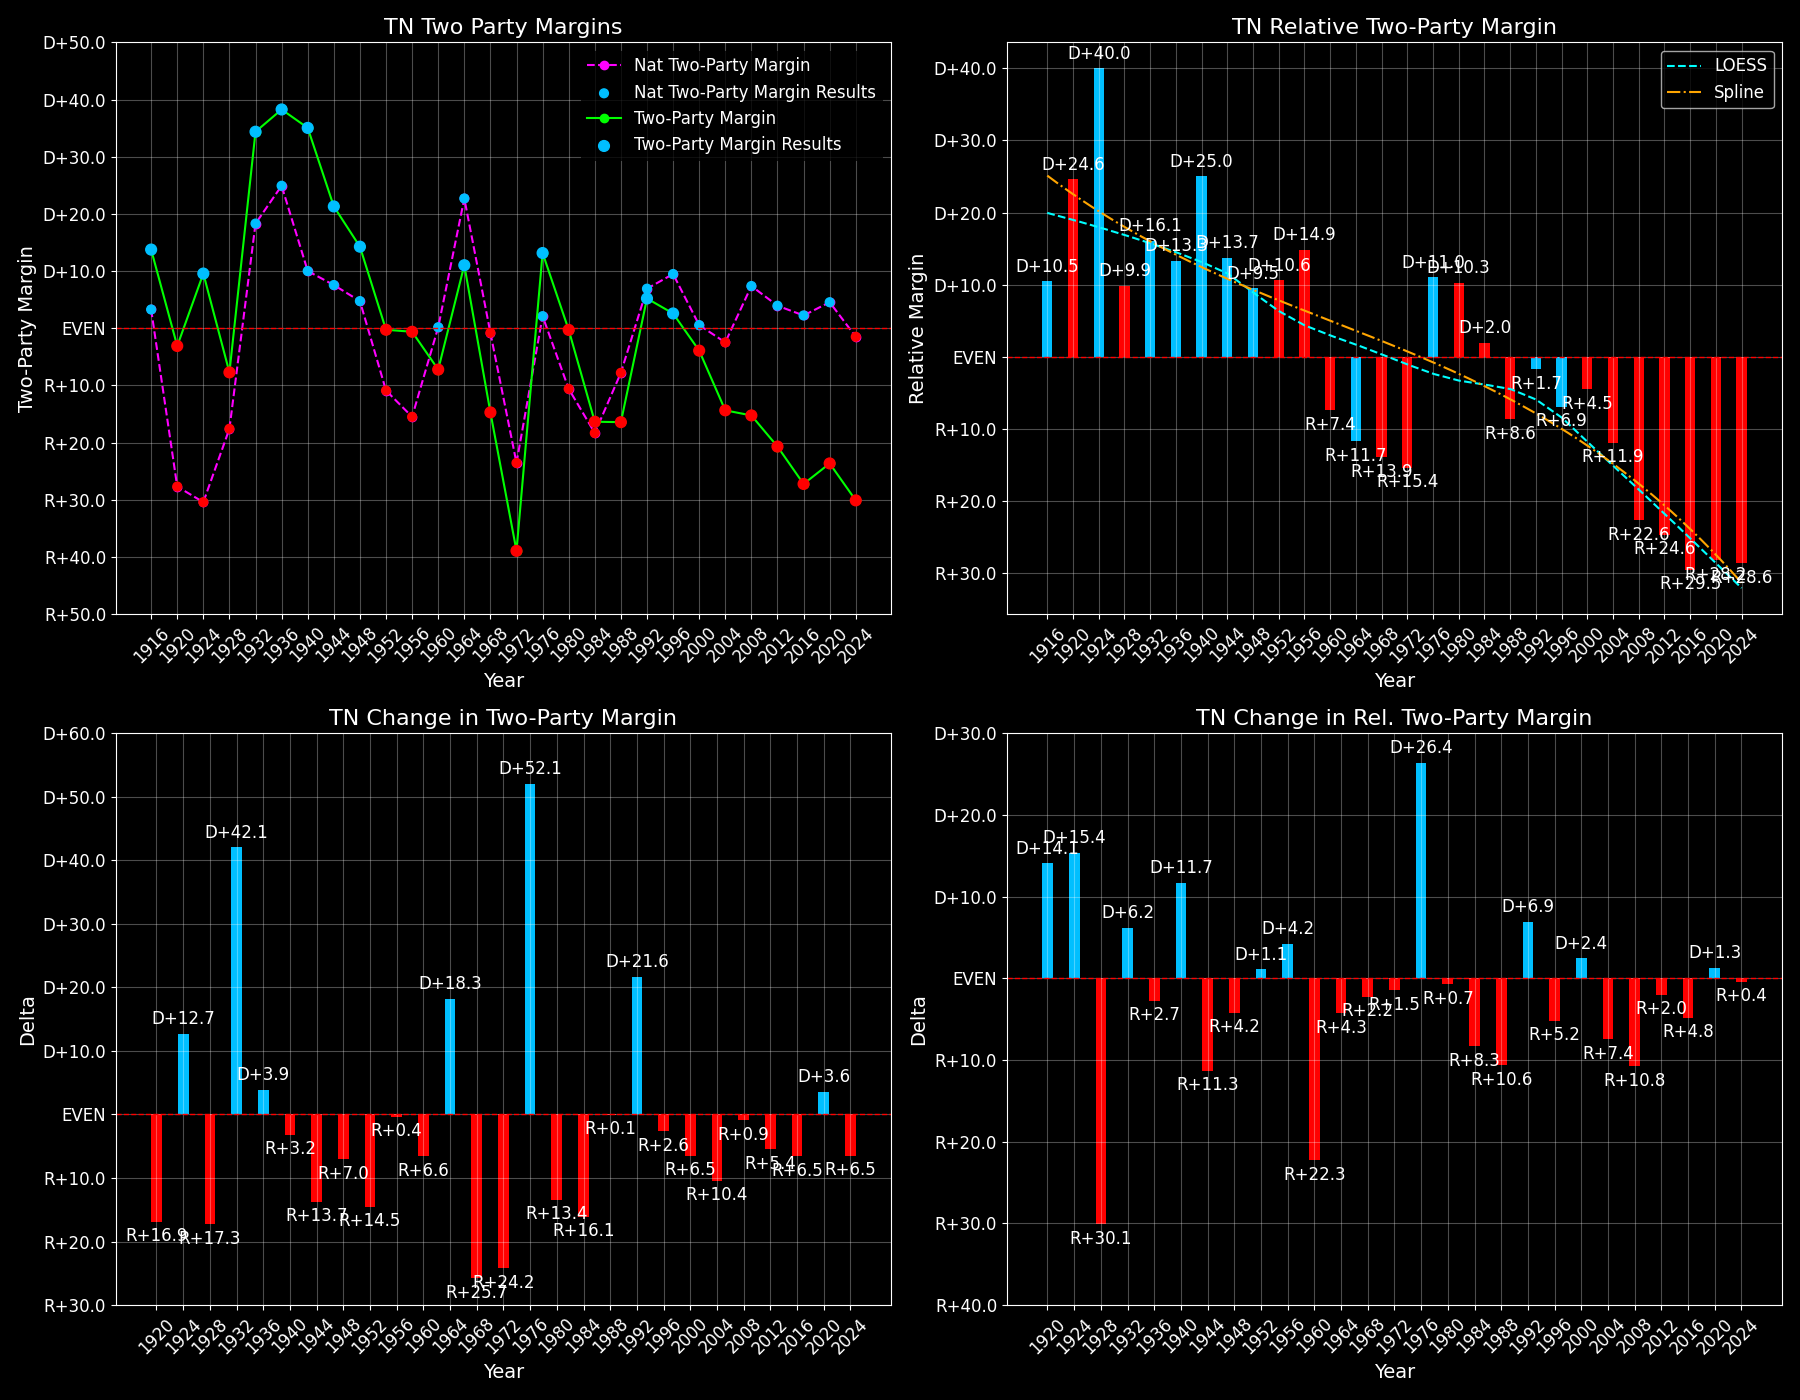 TN Two Party Margins
D+50.0
D+40.0
D+30.0
D+20.0
D+10.0
EVEN
R+10.0
R+20.0
R+30.0
R+40.0
R+50.0
Two-Party Margin
Nat Two-Party Margin
Nat Two-Party Margin Results
Two-Party Margin
Two-Party Margin Results
1916 1920 1924 1928 1932 1936 1940 1944 1948 1952 1956 1960 1964 1968 1972 1976 1980 1984 1988 1992 1996 2000 2004 2008 2012 2016 2020 2024
Year
TN Relative Two-Party Margin
D+40.0
D+30.0
D+20.0
D+10.0
EVEN
R+10.0
R+20.0
R+30.0
Relative Margin
LOESS
Spline
D+10.5
D+24.6
D+40.0
D+9.9
D+16.1
D+13.3
D+25.0
D+13.7
D+9.5
D+10.6
D+14.9
R+7.4
R+11.7
R+13.9
R+15.4
D+11.0
D+10.3
D+2.0
R+8.6
R+1.7
R+6.9
R+4.5
R+11.9
R+22.6
R+24.6
R+29.5
R+28.2
R+28.6
1916 1920 1924 1928 1932 1936 1940 1944 1948 1952 1956 1960 1964 1968 1972 1976 1980 1984 1988 1992 1996 2000 2004 2008 2012 2016 2020 2024
Year
TN Change in Two-Party Margin
D+60.0
D+50.0
D+40.0
D+30.0
D+20.0
D+10.0
EVEN
R+10.0
R+20.0
R+30.0
Delta
R+16.9
D+12.7
R+17.3
D+42.1
D+3.9
R+3.2
R+13.7
R+7.0
R+14.5
R+0.4
R+6.6
D+18.3
R+25.7
R+24.2
D+52.1
R+13.4
R+16.1
R+0.1
D+21.6
R+2.6
R+6.5
R+10.4
R+0.9
R+5.4
R+6.5
D+3.6
R+6.5
1920 1924 1928 1932 1936 1940 1944 1948 1952 1956 1960 1964 1968 1972 1976 1980 1984 1988 1992 1996 2000 2004 2008 2012 2016 2020 2024
Year
TN Change in Rel. Two-Party Margin
D+30.0
D+20.0
D+10.0
EVEN
R+10.0
R+20.0
R+30.0
R+40.0
Delta
D+14.1
D+15.4
R+30.1
D+6.2
R+2.7
D+11.7
R+11.3
R+4.2
D+1.1
D+4.2
R+22.3
R+4.3
R+2.2
R+1.5
D+26.4
R+0.7
R+8.3
R+10.6
D+6.9
R+5.2
D+2.4
R+7.4
R+10.8
R+2.0
R+4.8
D+1.3
R+0.4
1920 1924 1928 1932 1936 1940 1944 1948 1952 1956 1960 1964 1968 1972 1976 1980 1984 1988 1992 1996 2000 2004 2008 2012 2016 2020 2024
Year